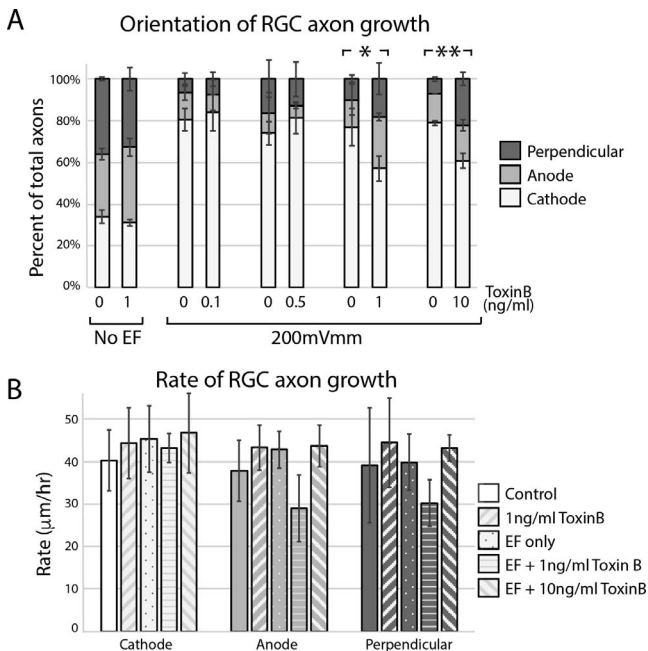 A
Orientation of RGC axon growth
* **
Percent of total axons
100%
80%
60%
40%
20%
0%
Perpendicular
Anode
Cathode
0 1 0 0.1 0 0.5 0 1 0 10 ToxinB
(ng/ml)
No EF 200mVmm
B
Rate of RGC axon growth
Rate (μm/hr)
50
40
30
20
10
0
Control
1ng/ml ToxinB
EF only
EF + 1ng/ml Toxin B
EF + 10ng/ml ToxinB
Cathode Anode Perpendicular